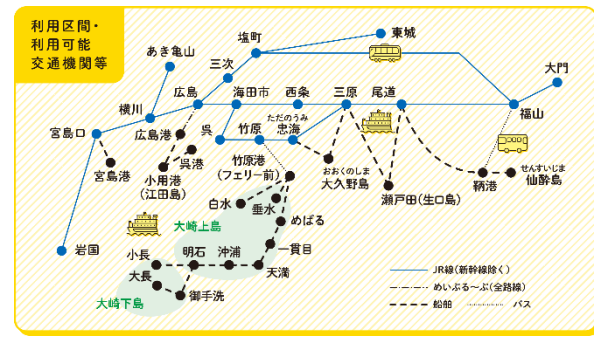 利用区間・
利用可能
交通機関等
東城
塩町
あき亀山
三次
大門
広島
海田市
西条
三原
尾道
横川
福山
宮島口
広島港
呉
竹原
ただのうみ
忠海
宮島港
呉港
小用港
(江田島)
竹原港
(フェリー前)
おおくのしま
大久野島
瀬戸田(生口島)
鞆港
せんすいじま
仙酔島
白水
垂水
めばる
大崎上島
一貫目
岩国
小長
明石
沖浦
天満
大長
御手洗
大崎下島
JR線(新幹線除く)
めいぷる~ぷ(全路線)
船舶
バス